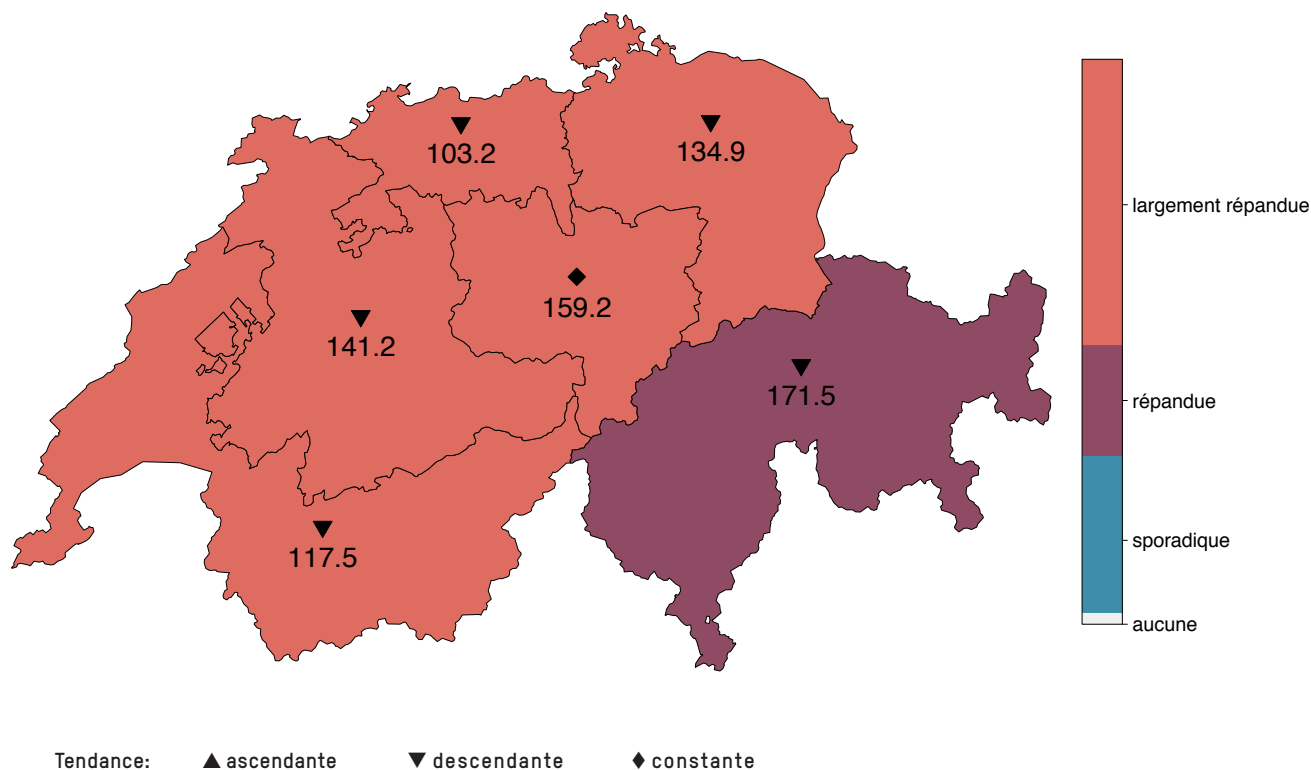 103.2
134.9
largement répandue
159.2
141.2
171.5
répandue
117.5
sporadique
aucune
Tendance: ▲ ascendante ▼ descendante ◆ constante